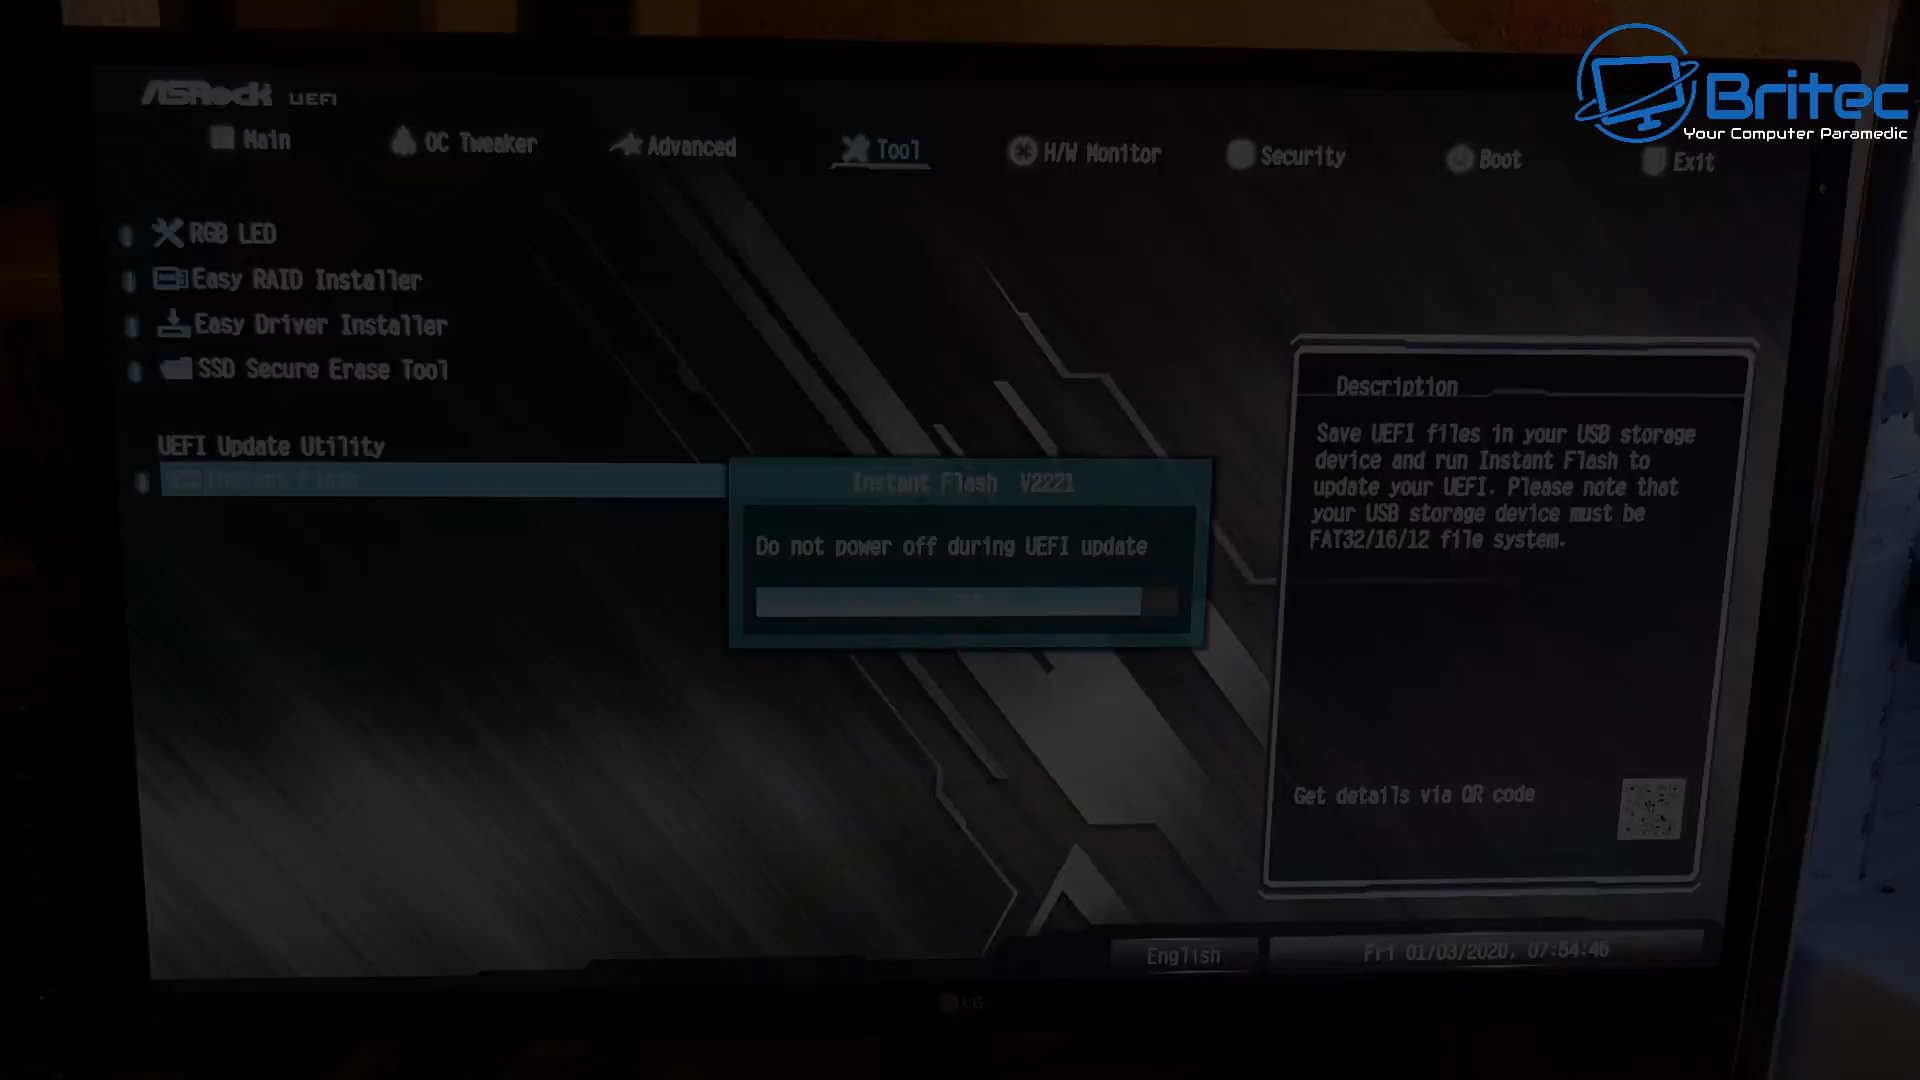 Britec
Your Computer Paramedic
ASRock UEFI
Main
OC Tweaker
Advanced
Tool
H/W Monitor
Security
Boot
Exit
RGB LED
Easy RAID Installer
Easy Driver Installer
SSD Secure Erase Tool
UEFI Update Utility
Instant Flash
Instant Flash V2221
Do not power off during UEFI update
Description
Save UEFI files in your USB storage
device and run Instant Flash to
update your UEFI. Please note that
your USB storage device must be
FAT32/16/12 file system.
Get details via QR code
English
Fri 01/03/2020, 07:54:46
LG